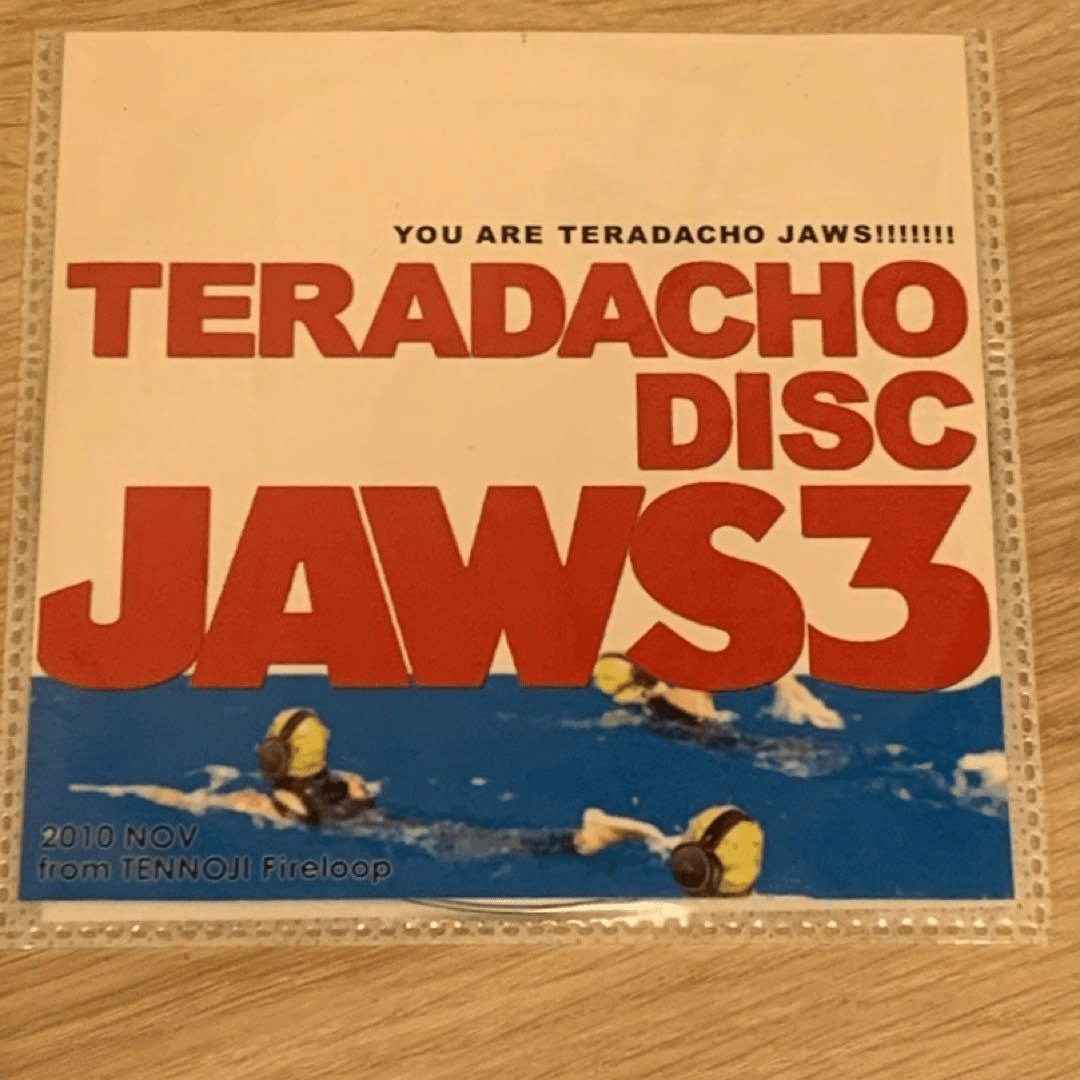 YOU ARE TERADACHO JAWS!!!!!!!
TERADACHO
DISC
JAWS3
2010 NOV
from TENNOJI Fireloop